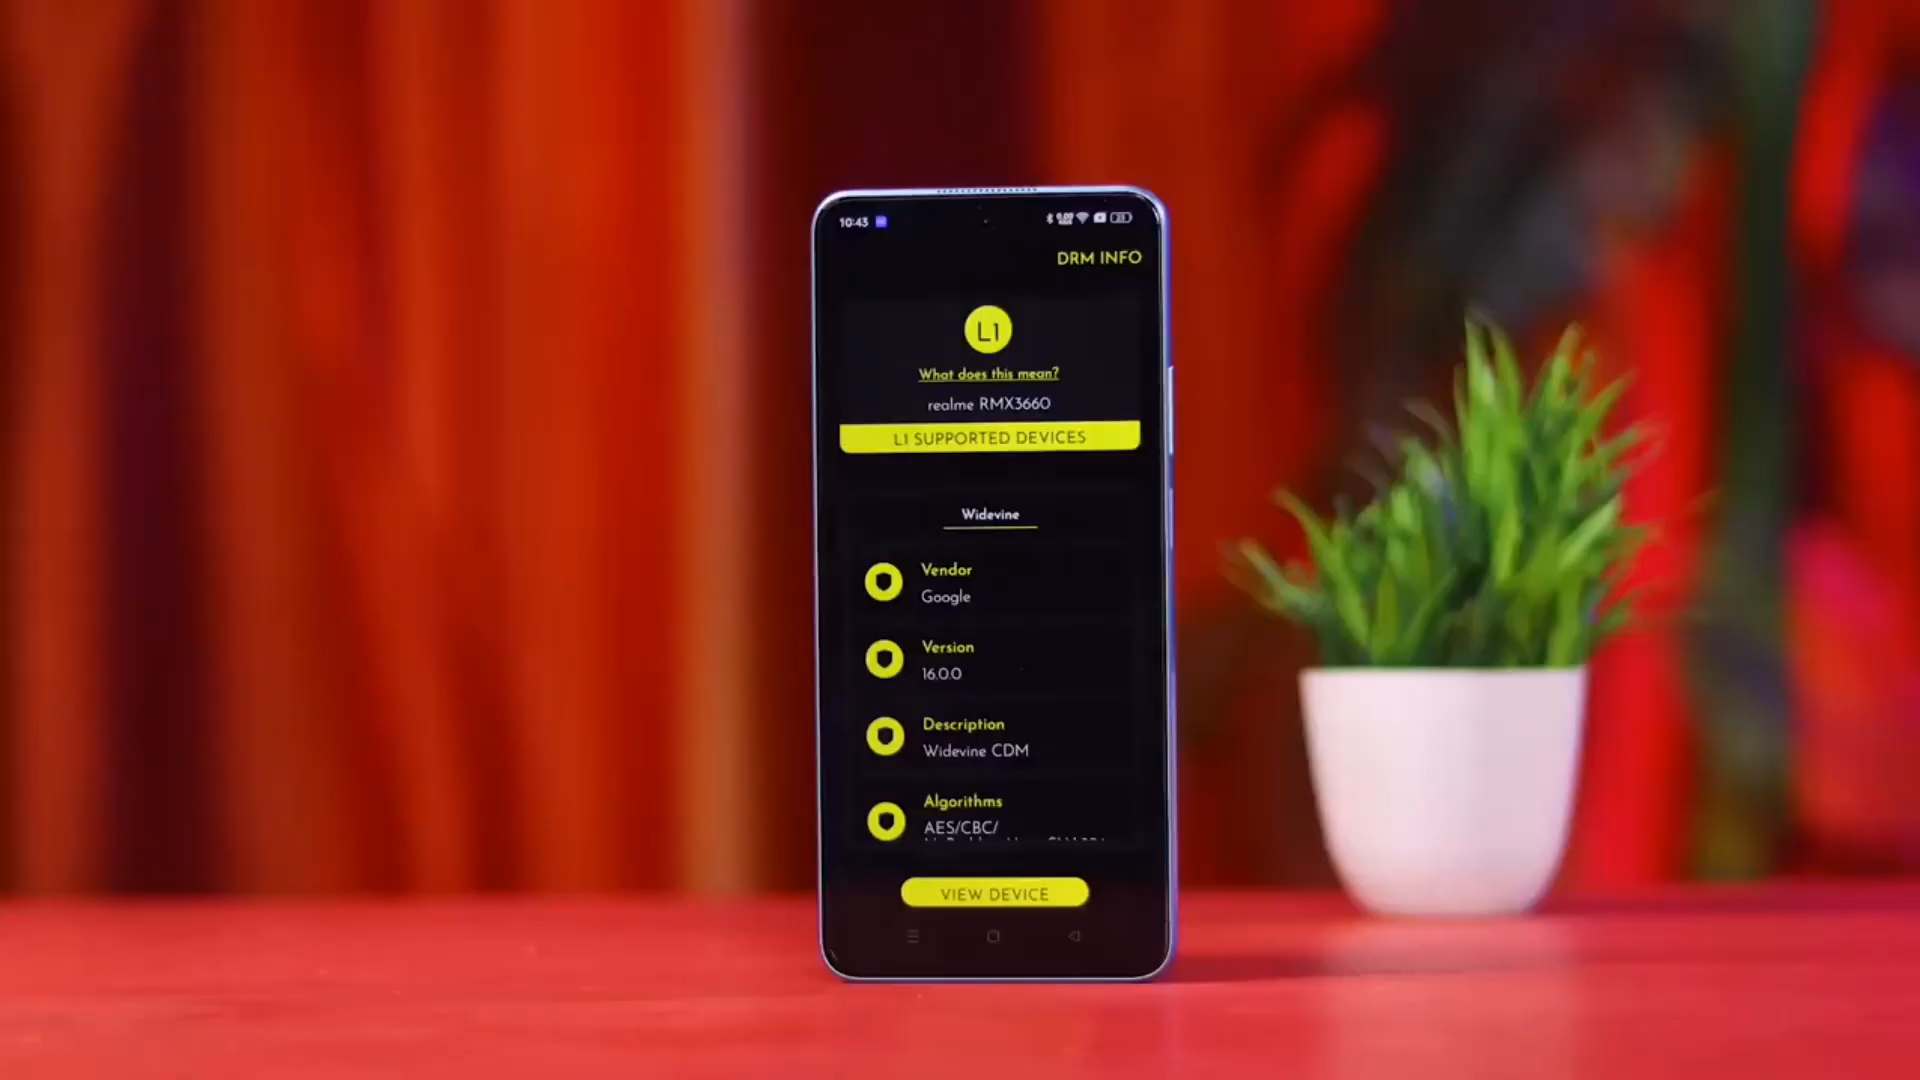 10:43
23
DRM INFO
L1
What does this mean?
realme RMX3660
L1 SUPPORTED DEVICES
Widevine
Vendor
Google
Version
16.0.0
Description
Widevine CDM
Algorithms
AES/CBC/
VIEW DEVICE